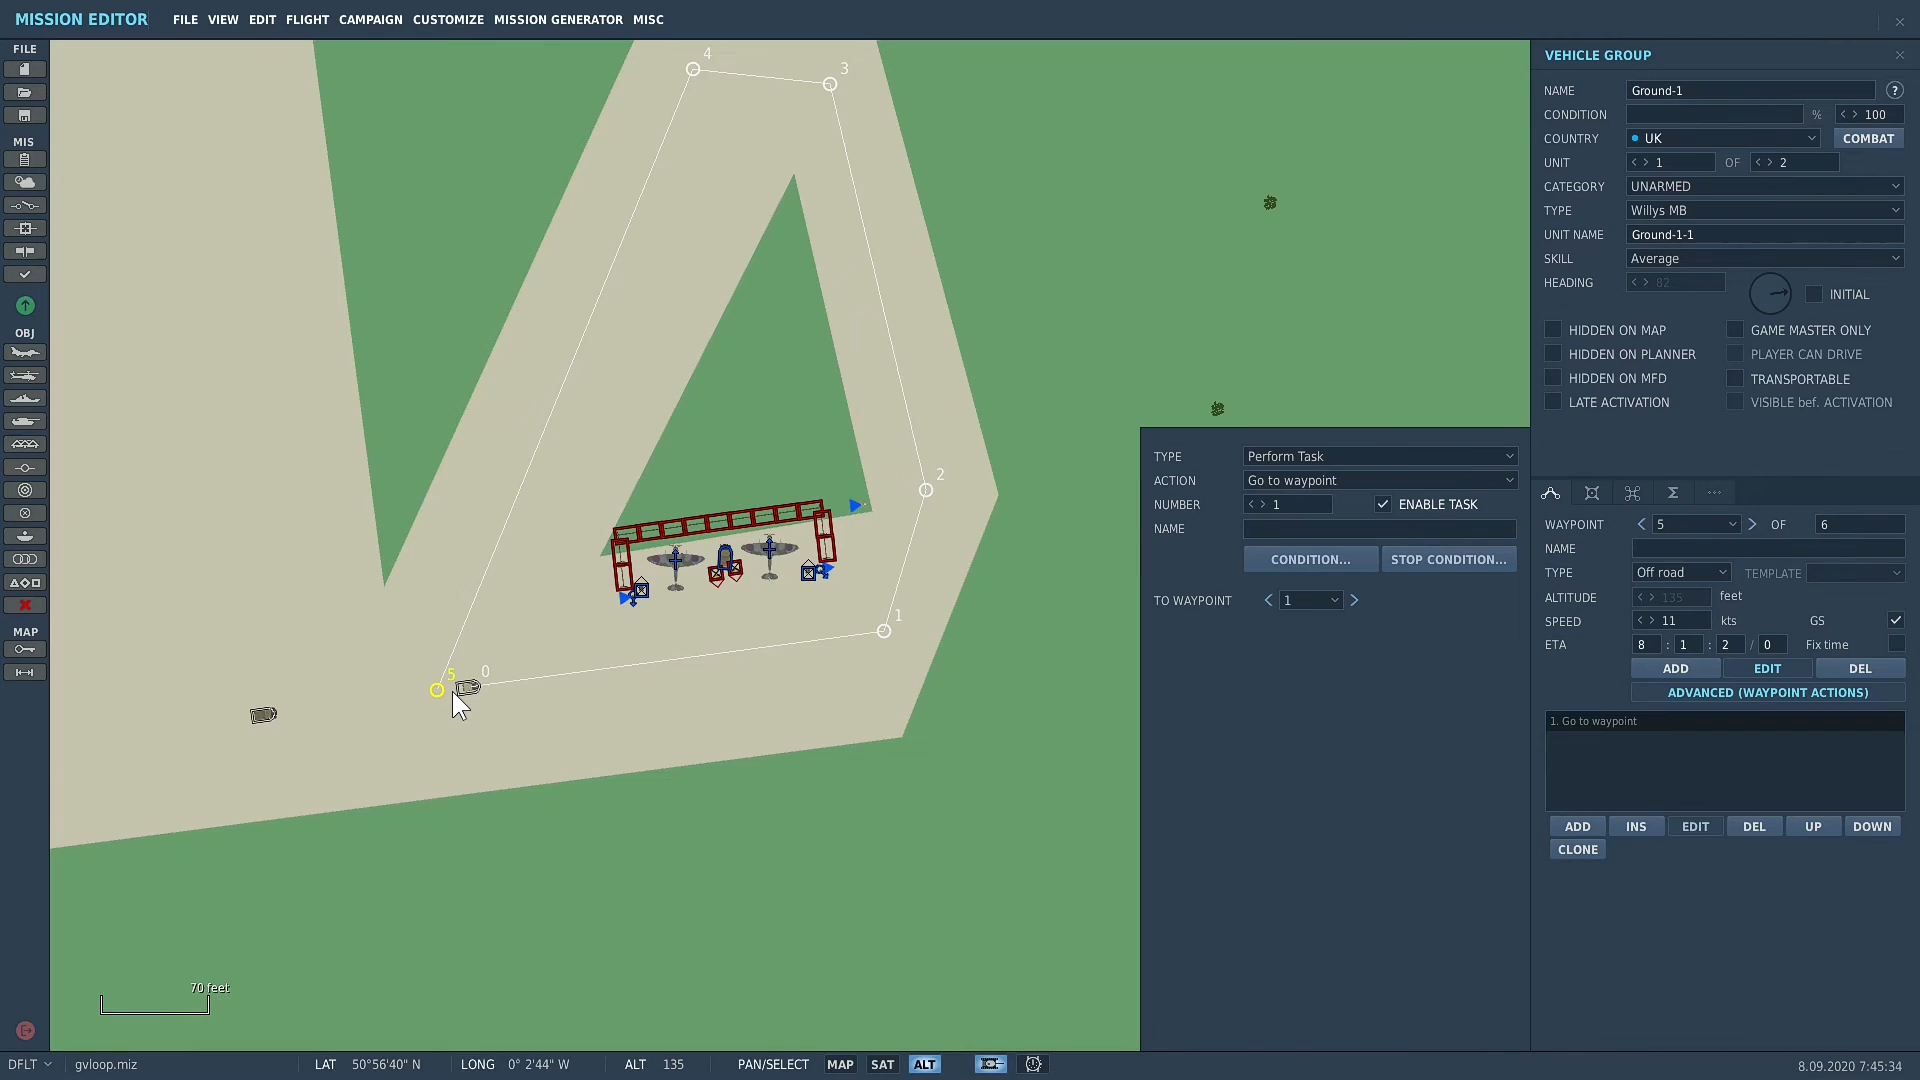 MISSION EDITOR FILE VIEW EDIT FLIGHT CAMPAIGN CUSTOMIZE MISSION GENERATOR MISC
FILE
MIS
OBJ
MAP
4
3
2
1
0
5
70 feet
TYPE Perform Task
ACTION Go to waypoint
NUMBER 1 ENABLE TASK
NAME
CONDITION... STOP CONDITION...
TO WAYPOINT 1
VEHICLE GROUP
NAME Ground-1 ?
CONDITION % 100
COUNTRY UK COMBAT
UNIT 1 OF 2
CATEGORY UNARMED
TYPE Willys MB
UNIT NAME Ground-1-1
SKILL Average
HEADING 82 INITIAL
HIDDEN ON MAP GAME MASTER ONLY
HIDDEN ON PLANNER PLAYER CAN DRIVE
HIDDEN ON MFD TRANSPORTABLE
LATE ACTIVATION VISIBLE bef. ACTIVATION
WAYPOINT 5 OF 6
NAME
TYPE Off road TEMPLATE
ALTITUDE 135 feet
SPEED 11 kts GS
ETA 8 : 1 : 2 / 0 Fix time
ADD EDIT DEL
ADVANCED (WAYPOINT ACTIONS)
1. Go to waypoint
ADD INS EDIT DEL UP DOWN
CLONE
DFLT gvloop.miz LAT 50°56'40" N LONG 0° 2'44" W ALT 135 PAN/SELECT MAP SAT ALT 8.09.2020 7:45:34